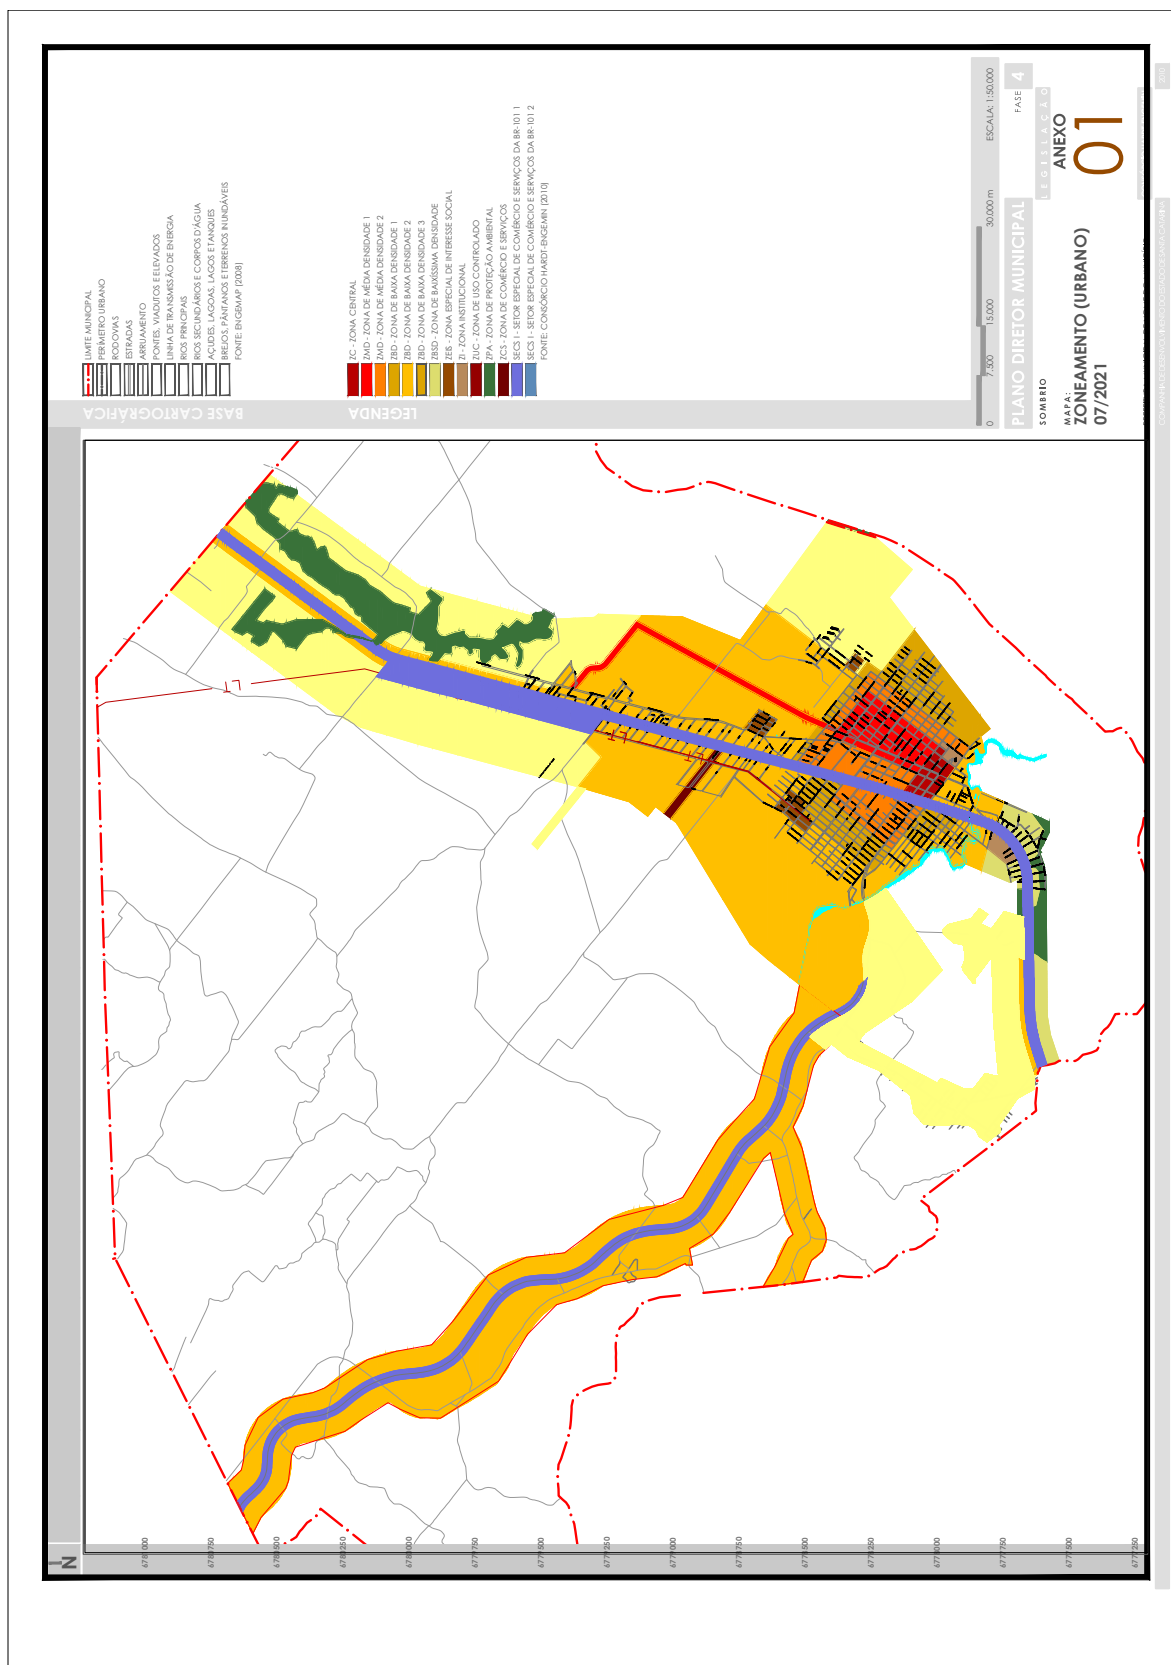 BASE CARTOGRÁFICA
LIMITE MUNICIPAL
PERÍMETRO URBANO
RODOVIAS
ESTRADAS
ARRUAMENTO
PONTES, VIADUTOS E ELEVADOS
LINHA DE TRANSMISSÃO DE ENERGIA
RIOS PRINCIPAIS
RIOS SECUNDÁRIOS E CORPOS D'ÁGUA
AÇUDES, LAGOAS, LAGOS E TANQUES
BREJOS, PÂNTANOS E TERRENOS INUNDÁVEIS
FONTE: ENGEMAP (2008)
LEGENDA
ZC - ZONA CENTRAL
ZMD - ZONA DE MÉDIA DENSIDADE 1
ZMD - ZONA DE MÉDIA DENSIDADE 2
ZBD - ZONA DE BAIXA DENSIDADE 1
ZBD - ZONA DE BAIXA DENSIDADE 2
ZBD - ZONA DE BAIXA DENSIDADE 3
ZBSD - ZONA DE BAIXÍSSIMA DENSIDADE
ZEIS - ZONA ESPECIAL DE INTERESSE SOCIAL
ZI - ZONA INSTITUCIONAL
ZUC - ZONA DE USO CONTROLADO
ZPA - ZONA DE PROTEÇÃO AMBIENTAL
ZCS - ZONA DE COMÉRCIO E SERVIÇOS
SECS I - SETOR ESPECIAL DE COMÉRCIO E SERVIÇOS DA BR-101 1
SECS I - SETOR ESPECIAL DE COMÉRCIO E SERVIÇOS DA BR-101 2
FONTE: CONSÓRCIO HARDT-ENGEMIN (2010)
0 7.500 15.000 30.000 m
ESCALA: 1:50.000
PLANO DIRETOR MUNICIPAL
FASE 4
SOMBRIO
LEGISLAÇÃO
MAPA:
ZONEAMENTO (URBANO)
07/2021
ANEXO
01
LT
LT
LT
N